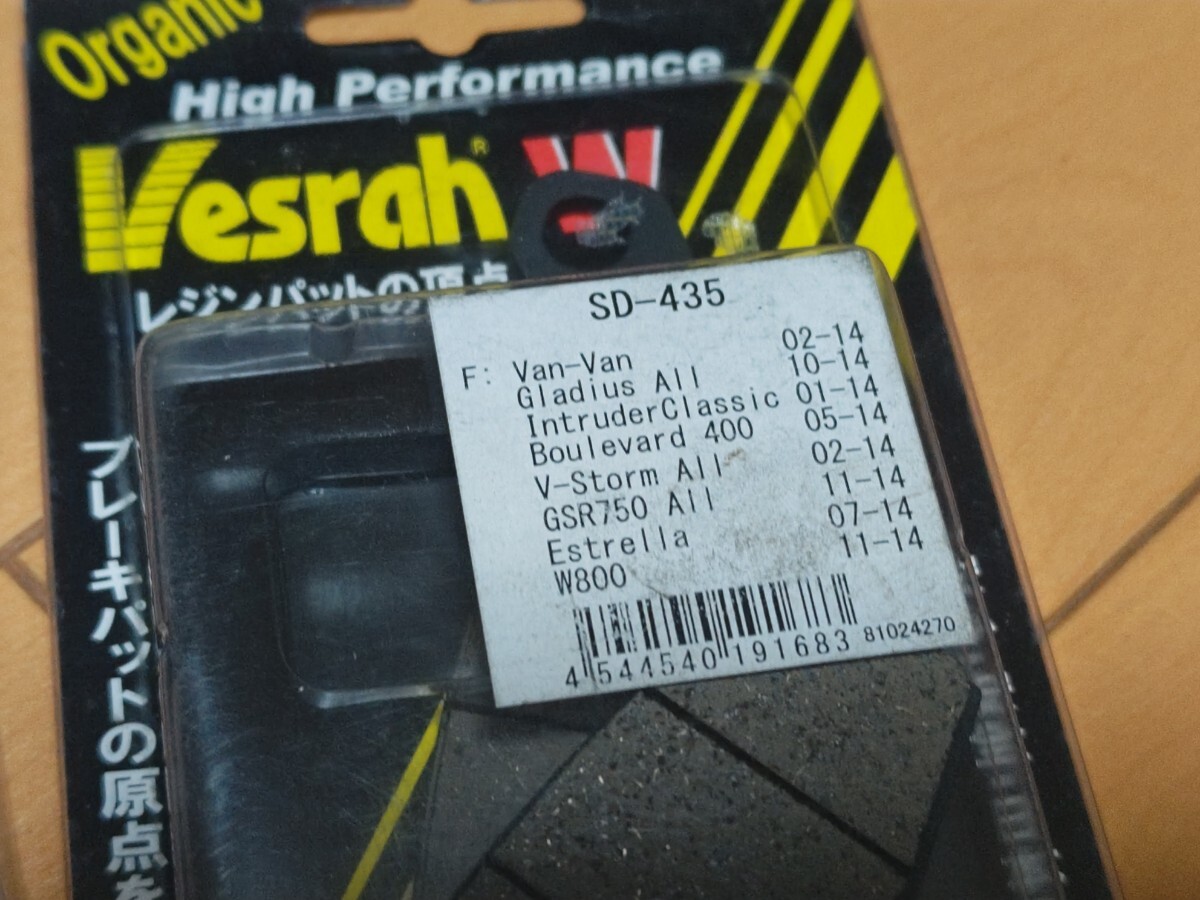 Organic
High Performance
Vesrah®
レジンパットの頂点
SD-435
F: Van-Van 02-14
Gladius All 10-14
IntruderClassic 01-14
Boulevard 400 05-14
V-Storm All 02-14
GSR750 All 11-14
Estrella 07-14
W800 11-14
4 544540 191683 81024270
ブレーキパットの原点を